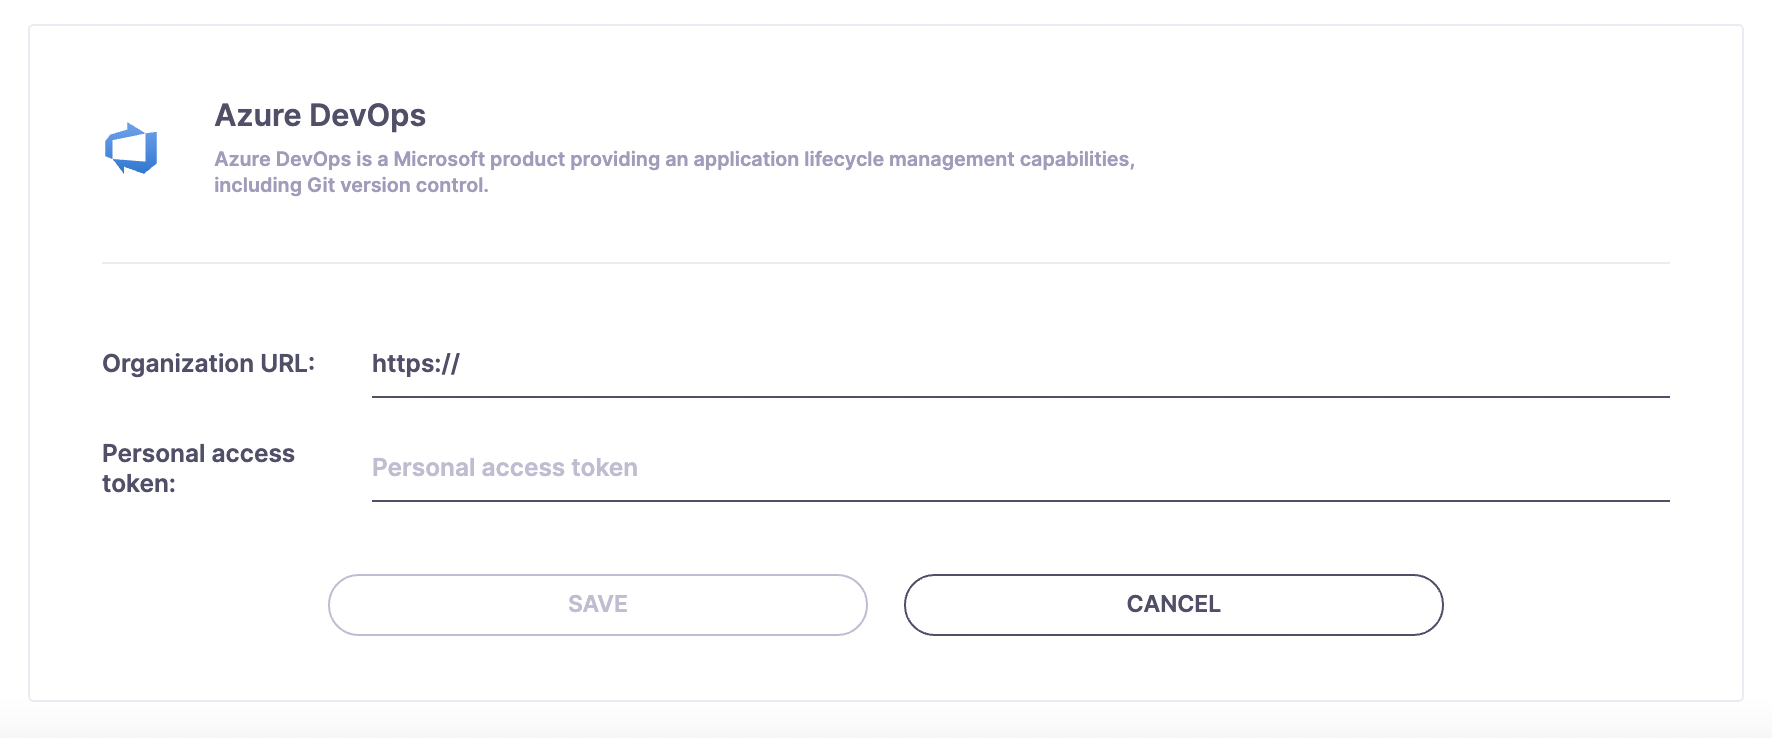 Azure DevOps
Azure DevOps is a Microsoft product providing an application lifecycle management capabilities,
including Git version control.
Organization URL:
https://
Personal access
token:
Personal access token
SAVE
CANCEL